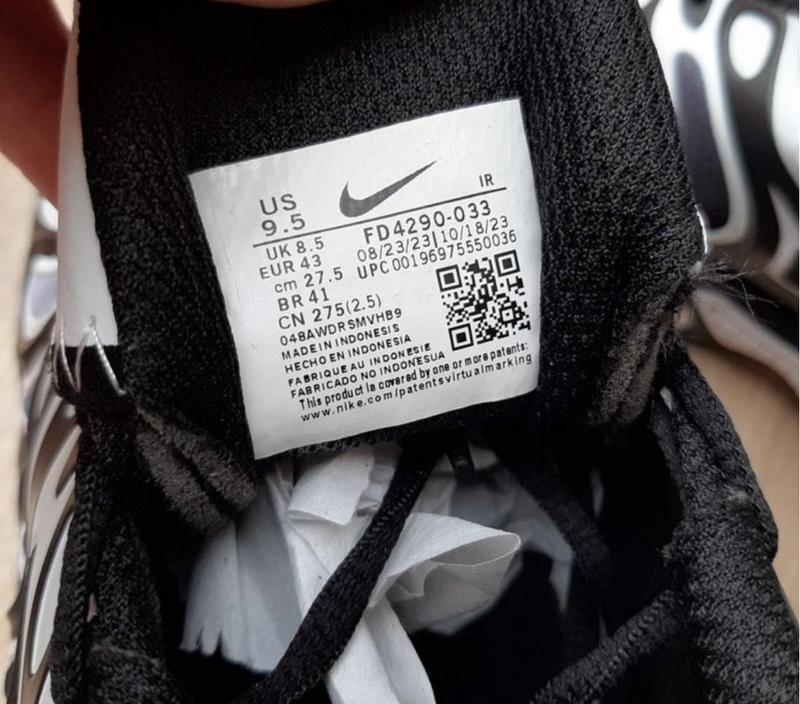 US
9.5
IR
UK 8.5
EUR 43
cm 27.5
BR 41
CN 275(2.5)
FD4290-033
08/23/23|10/18/23
UPC 00196975550036
048AWDRSMVHB9
MADE IN INDONESIA
HECHO EN INDONESIA
FABRIQUE AU INDONESIE
FABRICADO NO INDONESUA
This product is covered by one or more patents:
www.nike.com/patentsvirtualmarking